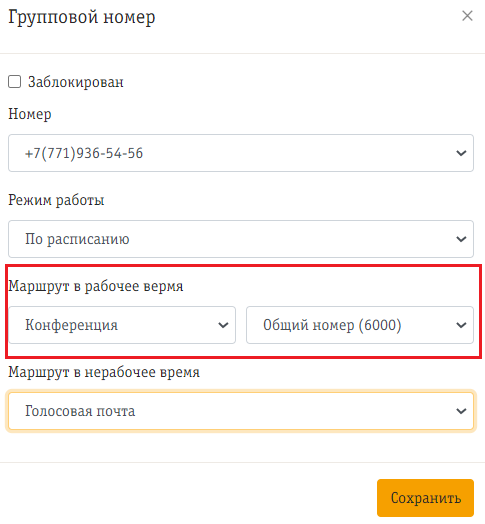 Групповой номер
Заблокирован
Номер
+7(771)936-54-56
Режим работы
По расписанию
Маршрут в рабочее вермя
Конференция Общий номер (6000)
Маршрут в нерабочее время
Голосовая почта
Сохранить